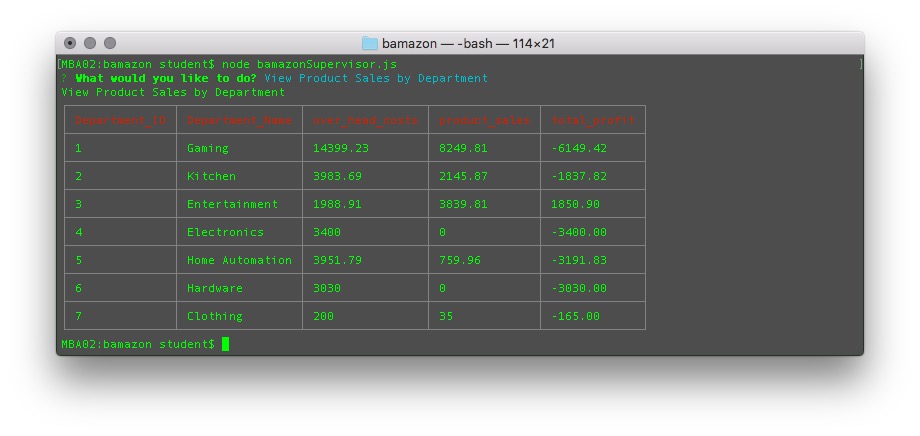 bamazon — -bash — 114×21
[MBA02:bamazon student$ node bamazonSupervisor.js ]
? What would you like to do? View Product Sales by Department
View Product Sales by Department
Department_ID Department_Name over_head_costs product_sales total_profit
1 Gaming 14399.23 8249.81 -6149.42
2 Kitchen 3983.69 2145.87 -1837.82
3 Entertainment 1988.91 3839.81 1850.90
4 Electronics 3400 0 -3400.00
5 Home Automation 3951.79 759.96 -3191.83
6 Hardware 3030 0 -3030.00
7 Clothing 200 35 -165.00
MBA02:bamazon student$